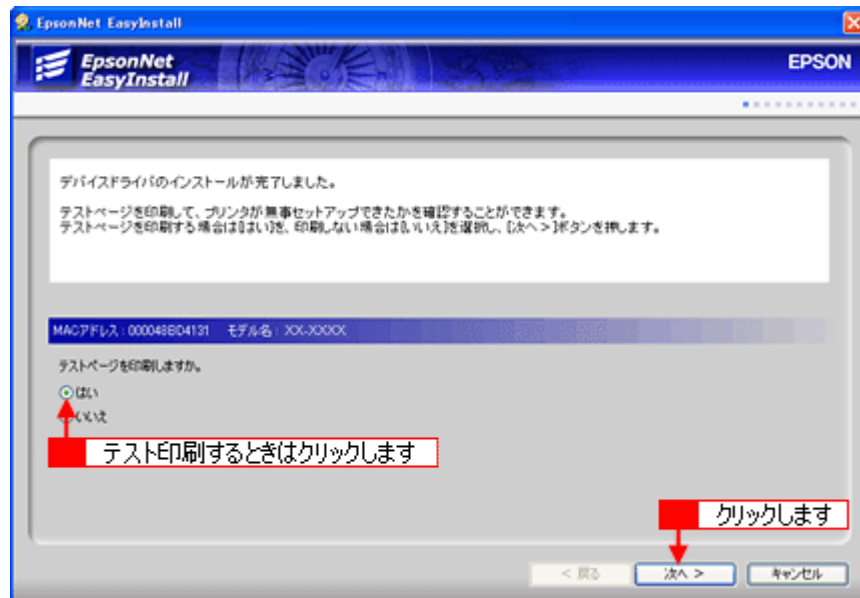 EpsonNet EasyInstall
EpsonNet
EasyInstall
EPSON
デバイスドライバのインストールが完了しました。
テストページを印刷して、プリンタが無事セットアップできたかを確認することができます。
テストページを印刷する場合は[はい]を、印刷しない場合は[いいえ]を選択し、[次へ >]ボタンを押します。
MACアドレス : 000048BD4131 モデル名 : XX-XXXX
テストページを印刷しますか。
はい
いいえ
テスト印刷するときはクリックします
クリックします
< 戻る 次へ > キャンセル